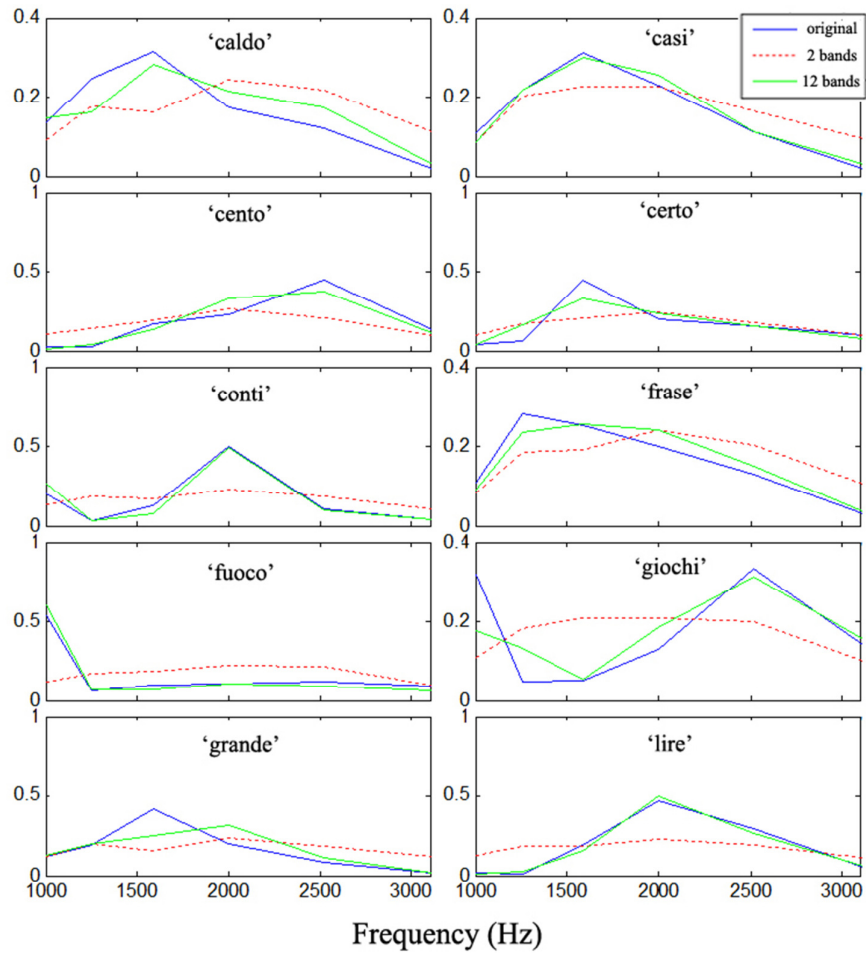 0.4
0.2
0
‘caldo’
0.4
0.2
0
‘casi’
original
2 bands
12 bands
1
0.5
0
‘cento’
1
0.5
0
‘certo’
1
0.5
0
‘conti’
0.4
0.2
0
‘frase’
1
0.5
0
‘fuoco’
0.4
0.2
0
‘giochi’
1
0.5
0
‘grande’
1
0.5
0
‘lire’
1000 1500 2000 2500 3000
1000 1500 2000 2500 3000
Frequency (Hz)